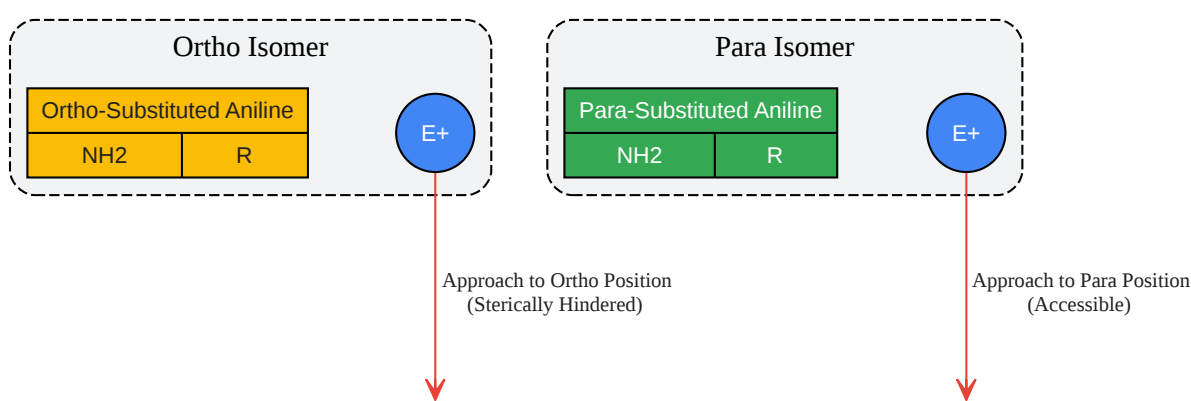 Ortho Isomer
Ortho-Substituted Aniline
NH2
R
E+
Approach to Ortho Position
(Sterically Hindered)
Para Isomer
Para-Substituted Aniline
NH2
R
E+
Approach to Para Position
(Accessible)